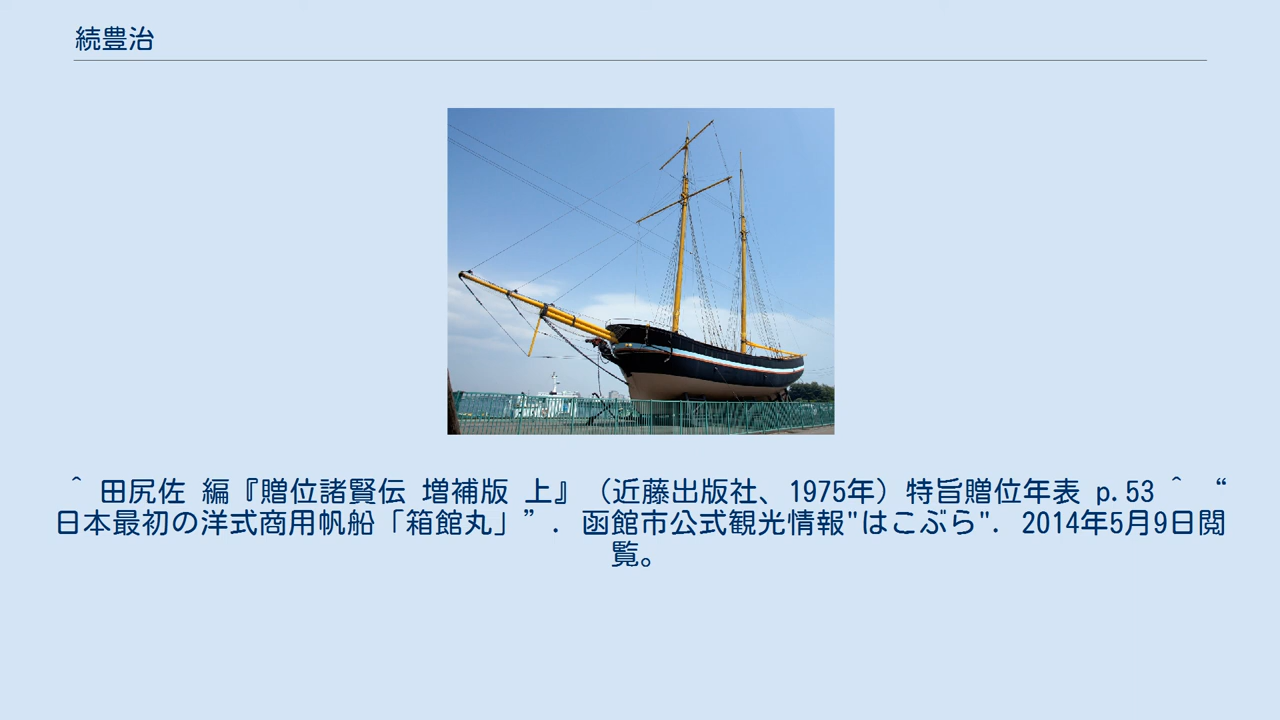 続豊治
^ 田尻佐 編『贈位諸賢伝 増補版 上』（近藤出版社、1975年）特旨贈位年表 p.53 ^ “
日本最初の洋式商用帆船「箱館丸」”. 函館市公式観光情報"はこぶら". 2014年5月9日閲
覧。